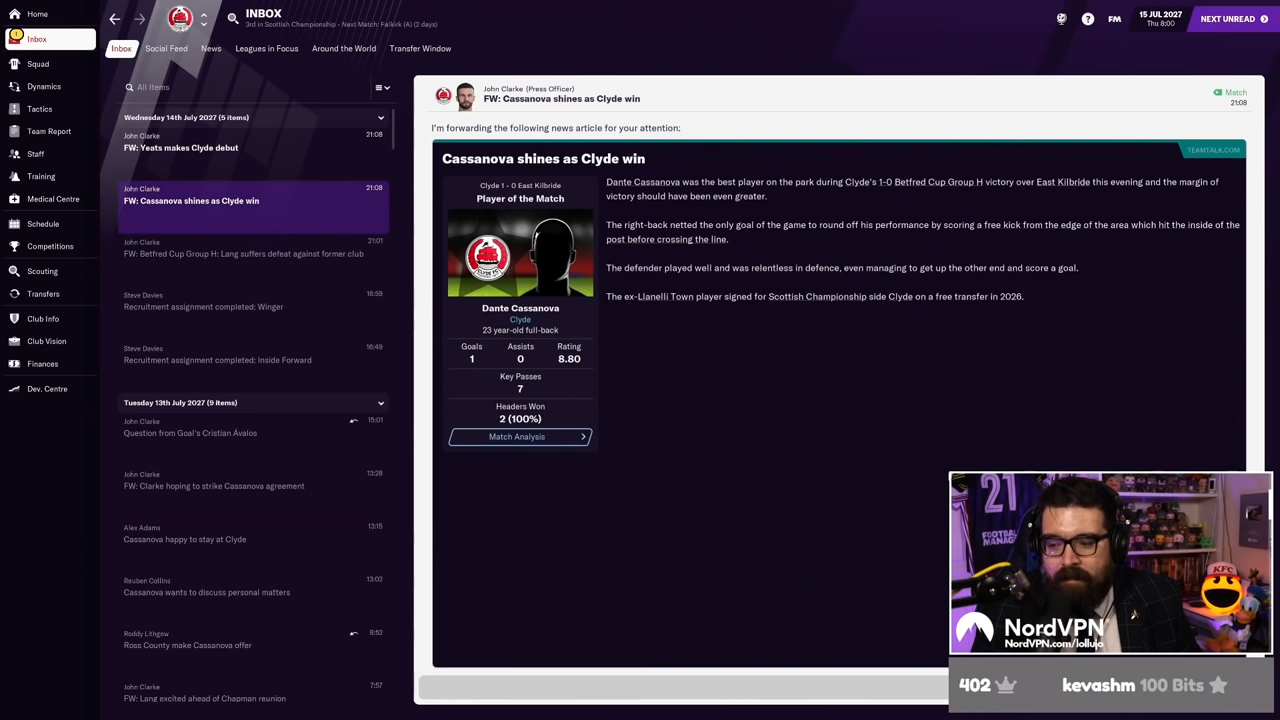 Home
INBOX
3rd in Scottish Championship - Next Match: Falkirk (A) (2 days)
FM
15 JUL 2027
Thu 8:00
NEXT UNREAD
1
Inbox
Squad
Dynamics
Tactics
Team Report
Staff
Training
Medical Centre
Schedule
Competitions
Scouting
Transfers
Club Info
Club Vision
Finances
Dev. Centre
Inbox
Social Feed
News
Leagues in Focus
Around the World
Transfer Window
All Items
Wednesday 14th July 2027 (5 items)
John Clarke 21:08
FW: Yeats makes Clyde debut
John Clarke 21:08
FW: Cassanova shines as Clyde win
John Clarke 21:01
FW: Betfred Cup Group H: Lang suffers defeat against former club
Steve Davies 16:59
Recruitment assignment completed: Winger
Steve Davies 16:49
Recruitment assignment completed: Inside Forward
Tuesday 13th July 2027 (9 items)
John Clarke 15:01
Question from Goal's Cristian Ávalos
John Clarke 13:28
FW: Clarke hoping to strike Cassanova agreement
Alex Adams 13:15
Cassanova happy to stay at Clyde
Reuben Collins 13:02
Cassanova wants to discuss personal matters
Roddy Lithgow 8:52
Ross County make Cassanova offer
John Clarke 7:57
FW: Lang excited ahead of Chapman reunion
John Clarke (Press Officer)
FW: Cassanova shines as Clyde win
Match
21:08
I'm forwarding the following news article for your attention:
TEAMTALK.COM
Cassanova shines as Clyde win
Clyde 1 - 0 East Kilbride
Player of the Match
Dante Cassanova
Clyde
23 year-old full-back
Goals Assists Rating
1 0 8.80
Key Passes
7
Headers Won
2 (100%)
Match Analysis
Dante Cassanova was the best player on the park during Clyde's 1-0 Betfred Cup Group H victory over East Kilbride this evening and the margin of
victory should have been even greater.
The right-back netted the only goal of the game to round off his performance by scoring a free kick from the edge of the area which hit the inside of the
post before crossing the line.
The defender played well and was relentless in defence, even managing to get up the other end and score a goal.
The ex-Llanelli Town player signed for Scottish Championship side Clyde on a free transfer in 2026.
21
FOOTBALL
MANAGER
KFC
NordVPN
NordVPN.com/lollujo
402
kevashm 100 Bits